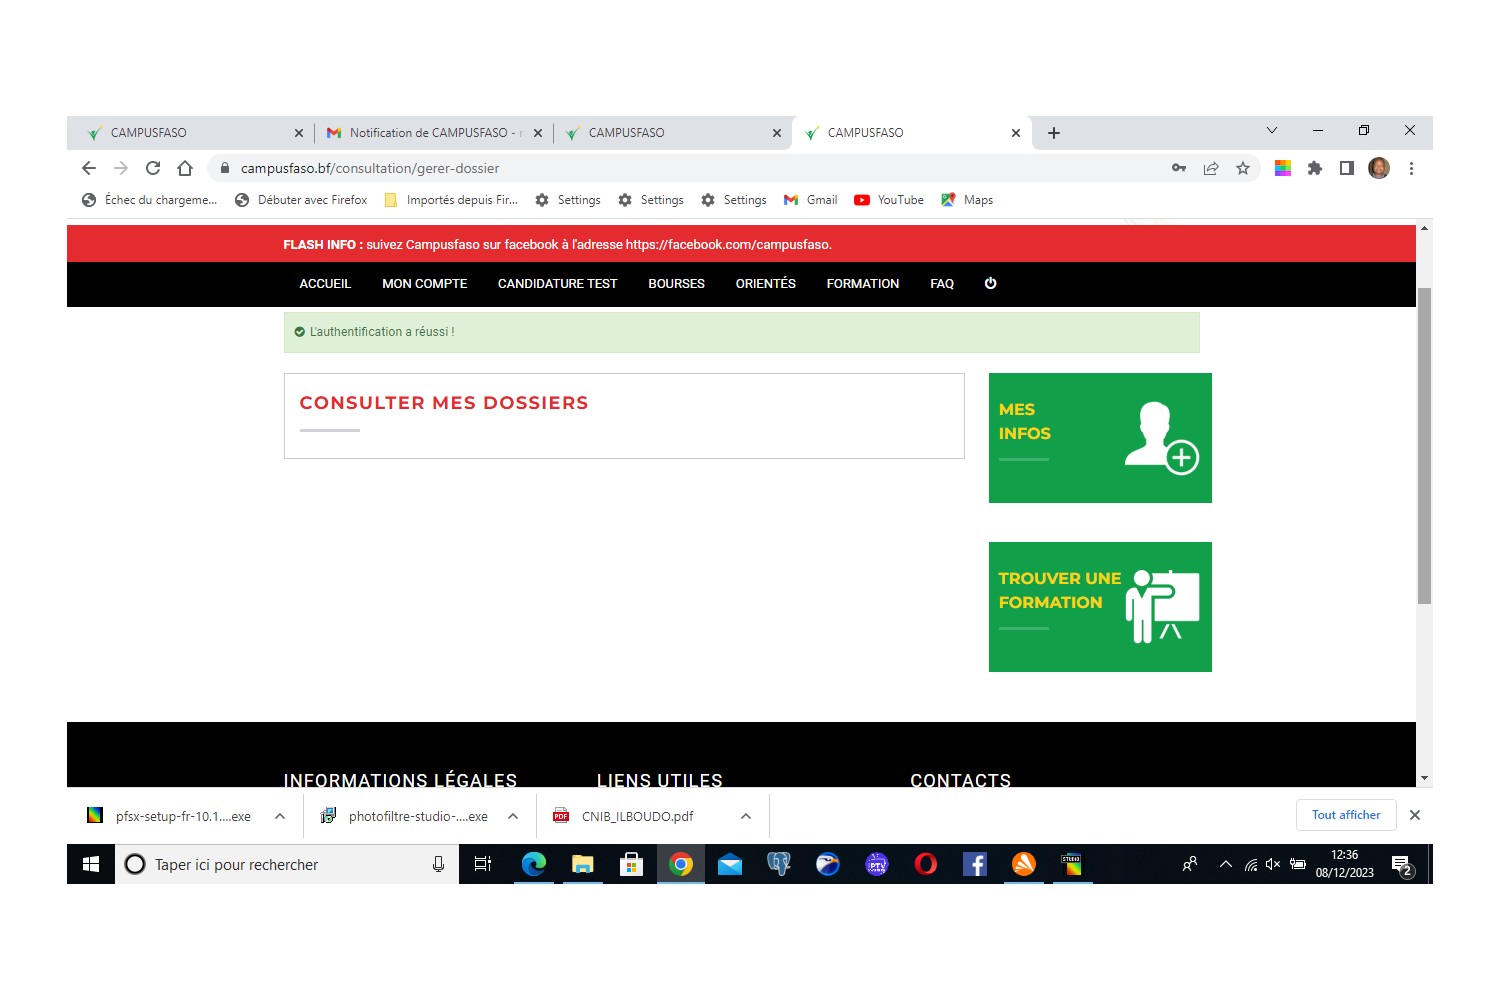 CAMPUSFASO
Notification de CAMPUSFASO -
CAMPUSFASO
CAMPUSFASO
campusfaso.bf/consultation/gerer-dossier
Échec du chargeme...
Débuter avec Firefox
Importés depuis Fir...
Settings
Settings
Settings
Gmail
YouTube
Maps
FLASH INFO : suivez Campusfaso sur facebook à l'adresse https://facebook.com/campusfaso.
ACCUEIL
MON COMPTE
CANDIDATURE TEST
BOURSES
ORIENTÉS
FORMATION
FAQ
L'authentification a réussi !
CONSULTER MES DOSSIERS
MES
INFOS
TROUVER UNE
FORMATION
INFORMATIONS LÉGALES
LIENS UTILES
CONTACTS
pfsx-setup-fr-10.1....exe
photofiltre-studio-....exe
PDF
CNIB_ILBOUDO.pdf
Tout afficher
Taper ici pour rechercher
PTV
STUDIO
12:36
08/12/2023
2